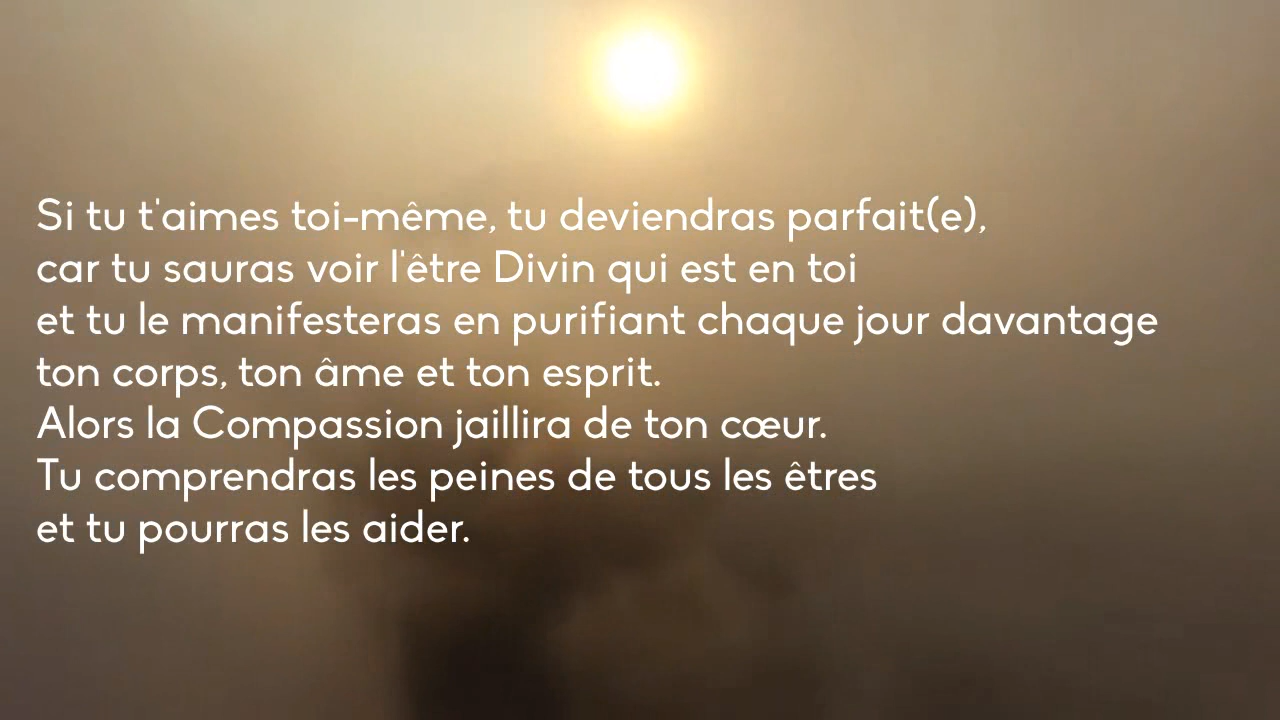 Si tu t'aimes toi-même, tu deviendras parfait(e),
car tu sauras voir l'être Divin qui est en toi
et tu le manifesteras en purifiant chaque jour davantage
ton corps, ton âme et ton esprit.
Alors la Compassion jaillira de ton cœur.
Tu comprendras les peines de tous les êtres
et tu pourras les aider.